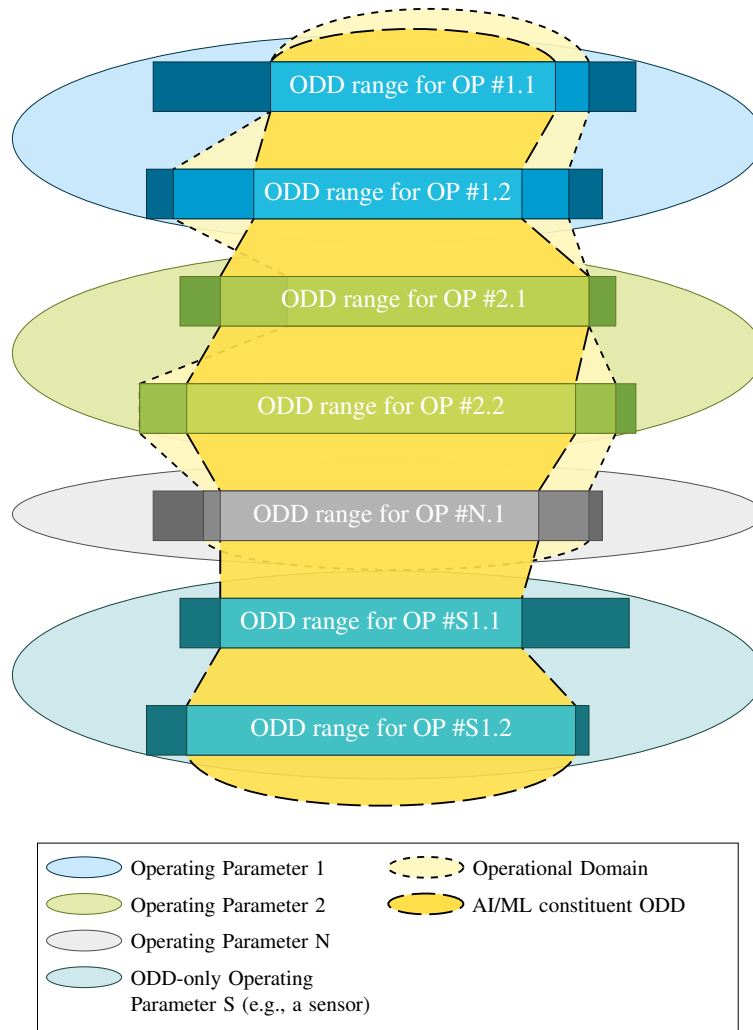 ODD range for OP #1.1
ODD range for OP #1.2
ODD range for OP #2.1
ODD range for OP #2.2
ODD range for OP #N.1
ODD range for OP #S1.1
ODD range for OP #S1.2
Operating Parameter 1
Operating Parameter 2
Operating Parameter N
ODD-only Operating
Parameter S (e.g., a sensor)
Operational Domain
AI/ML constituent ODD